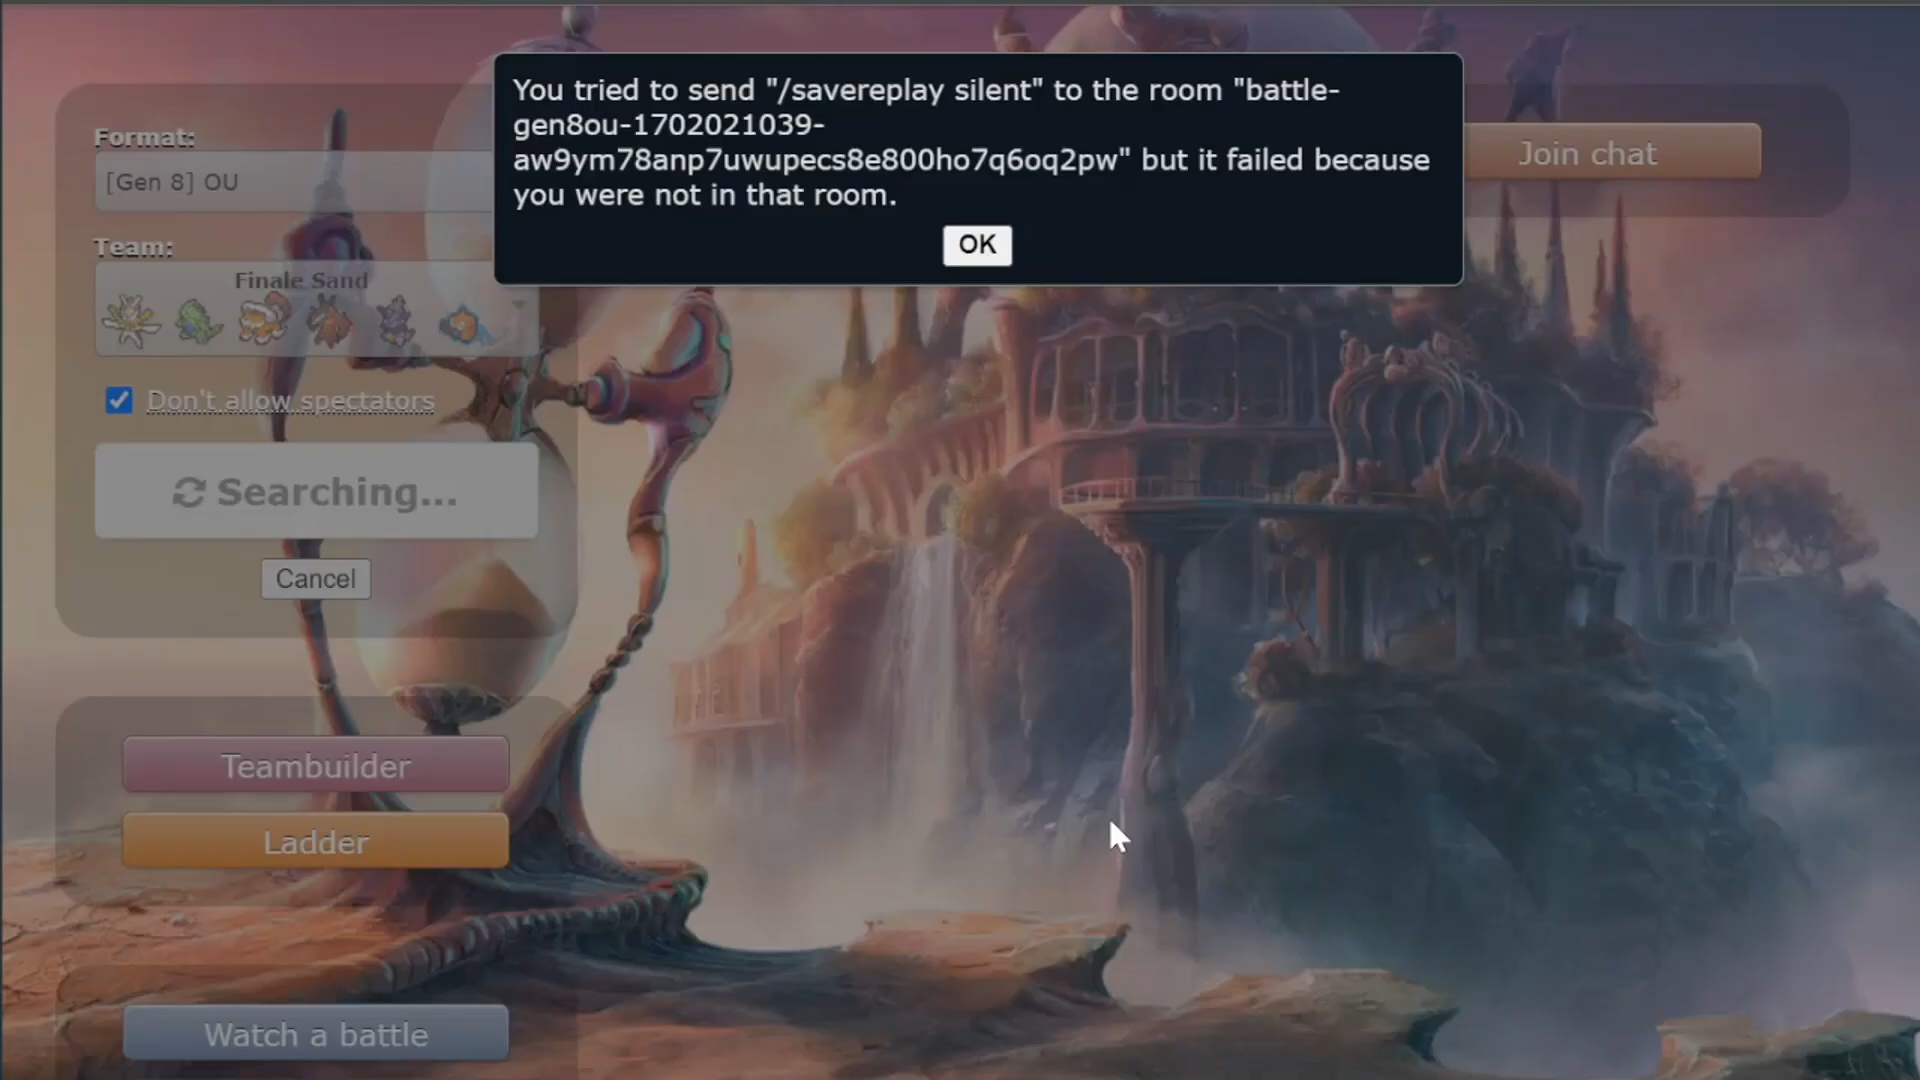 You tried to send "/savereplay silent" to the room "battle-
gen8ou-1702021039-
aw9ym78anp7uwupecs8e800ho7q6oq2pw" but it failed because
you were not in that room.
OK
Format:
[Gen 8] OU
Team:
Finale Sand
Don't allow spectators
Searching...
Cancel
Teambuilder
Ladder
Watch a battle
Join chat